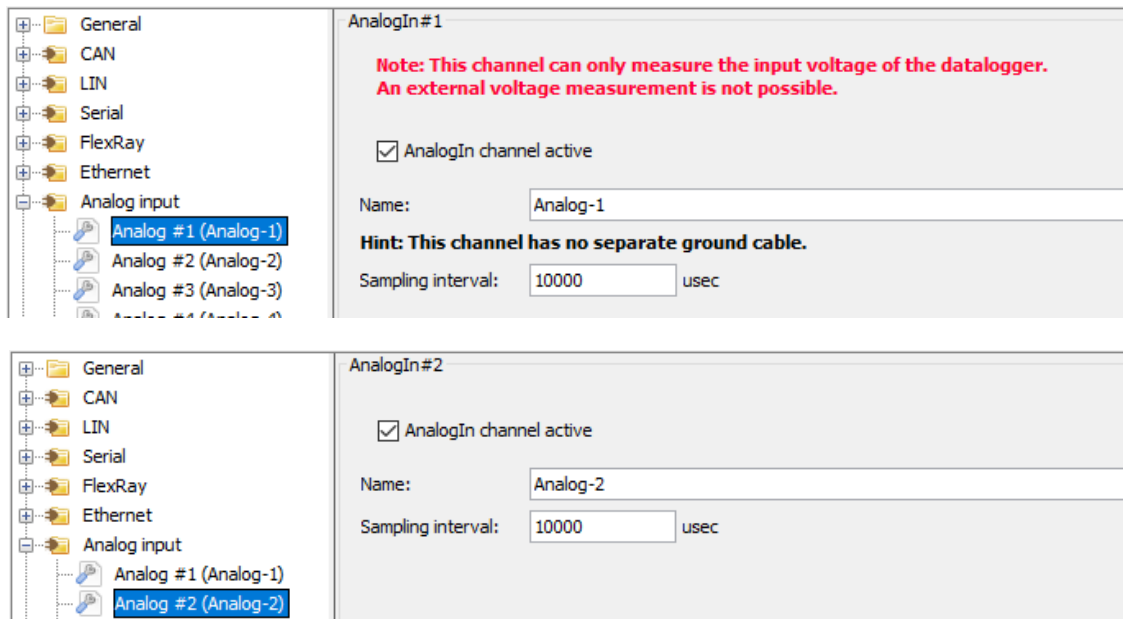 General
CAN
LIN
Serial
FlexRay
Ethernet
Analog input
Analog #1 (Analog-1)
Analog #2 (Analog-2)
Analog #3 (Analog-3)
Analog #4 (Analog-4)
AnalogIn#1
Note: This channel can only measure the input voltage of the datalogger.
An external voltage measurement is not possible.
AnalogIn channel active
Name: Analog-1
Hint: This channel has no separate ground cable.
Sampling interval: 10000 usec
General
CAN
LIN
Serial
FlexRay
Ethernet
Analog input
Analog #1 (Analog-1)
Analog #2 (Analog-2)
AnalogIn#2
AnalogIn channel active
Name: Analog-2
Sampling interval: 10000 usec